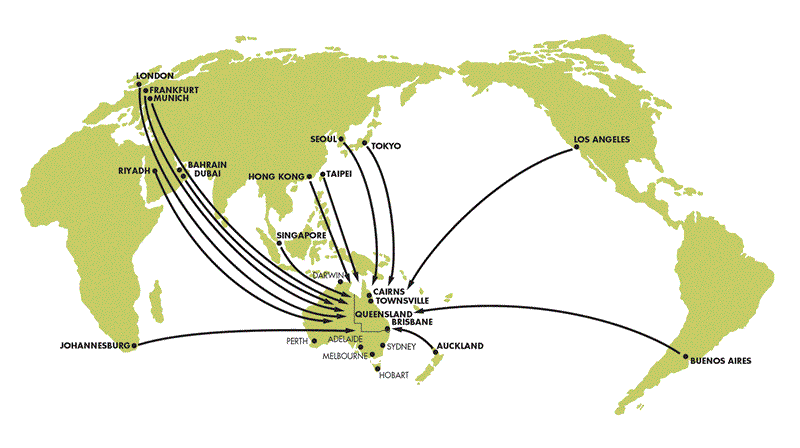 LONDON
FRANKFURT
MUNICH
SEOUL
TOKYO
LOS ANGELES
RIYADH
BAHRAIN
DUBAI
HONG KONG
TAIPEI
SINGAPORE
DARWIN
CAIRNS
TOWNSVILLE
QUEENSLAND
BRISBANE
JOHANNESBURG
PERTH
ADELAIDE
SYDNEY
AUCKLAND
MELBOURNE
BUENOS AIRES
HOBART